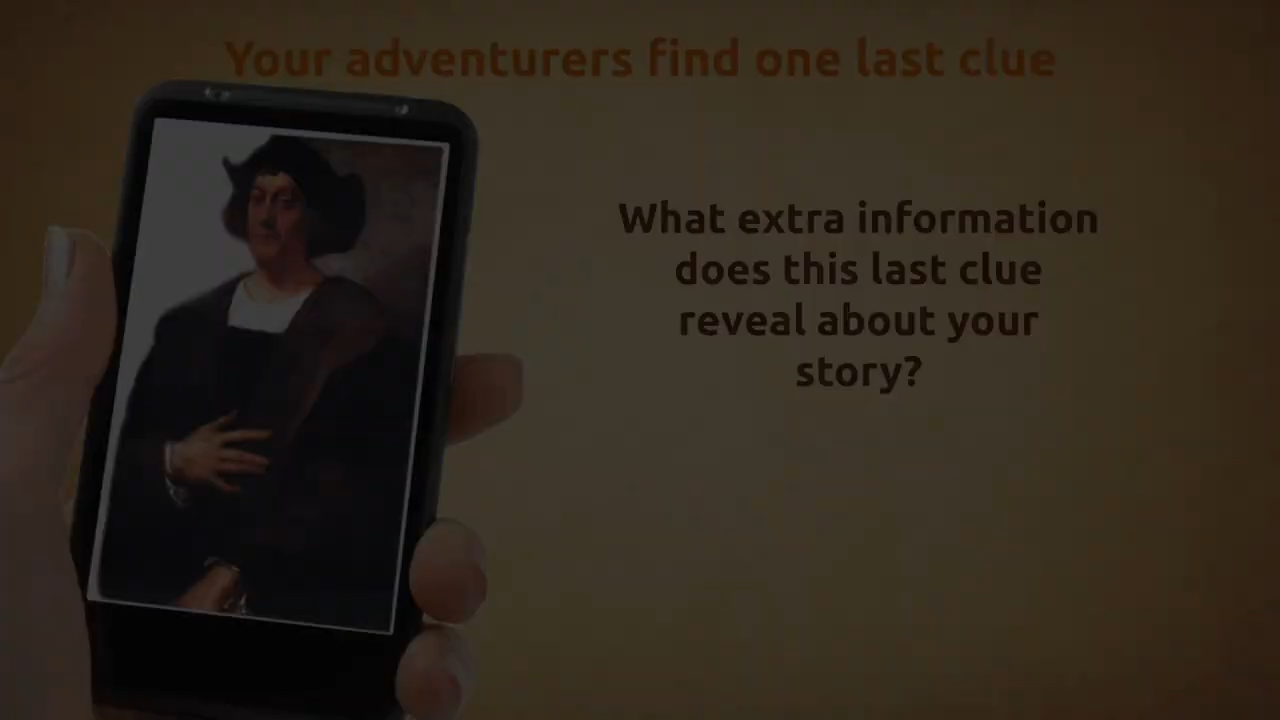 Your adventurers find one last clue
What extra information
does this last clue
reveal about your
story?